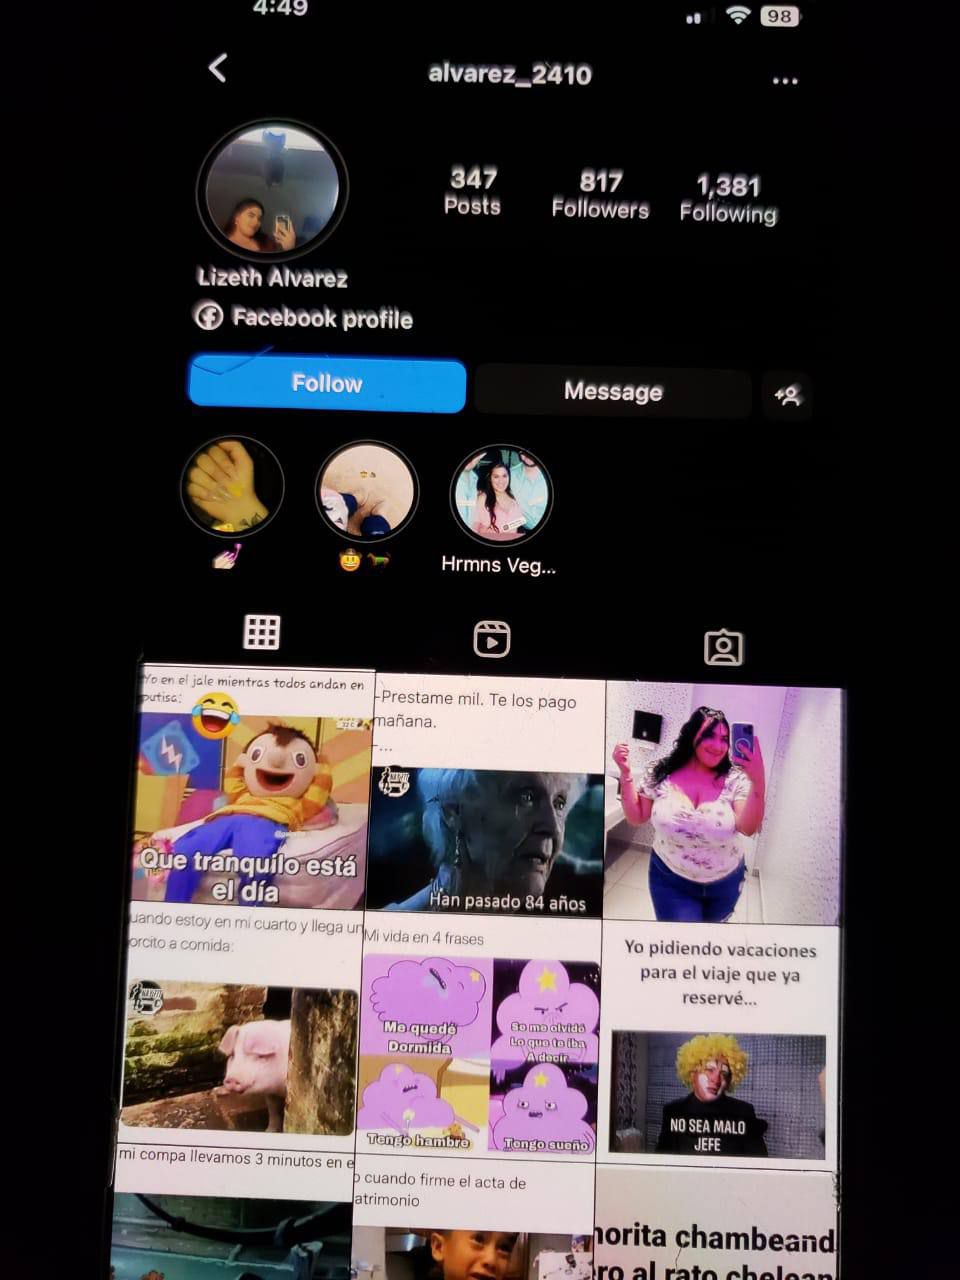 4:49
98
alvarez_2410
347
Posts
817
Followers
1,381
Following
Lizeth Alvarez
Facebook profile
Follow
Message
Hrmns Veg...
Yo en el jale mientras todos andan en
putisa:
Que tranquilo está
el día
-Prestame mil. Te los pago
mañana.
-...
Han pasado 84 años
uando estoy en mi cuarto y llega un
orcito a comida:
Mi vida en 4 frases
Me quedé
Dormida
Se me olvidó
Lo que te iba
A decir
Tengo hambre
Tengo sueño
Yo pidiendo vacaciones
para el viaje que ya
reservé...
NO SEA MALO
JEFE
mi compa llevamos 3 minutos en e
o cuando firme el acta de
atrimonio
norita chambeand
ro al rato chelean